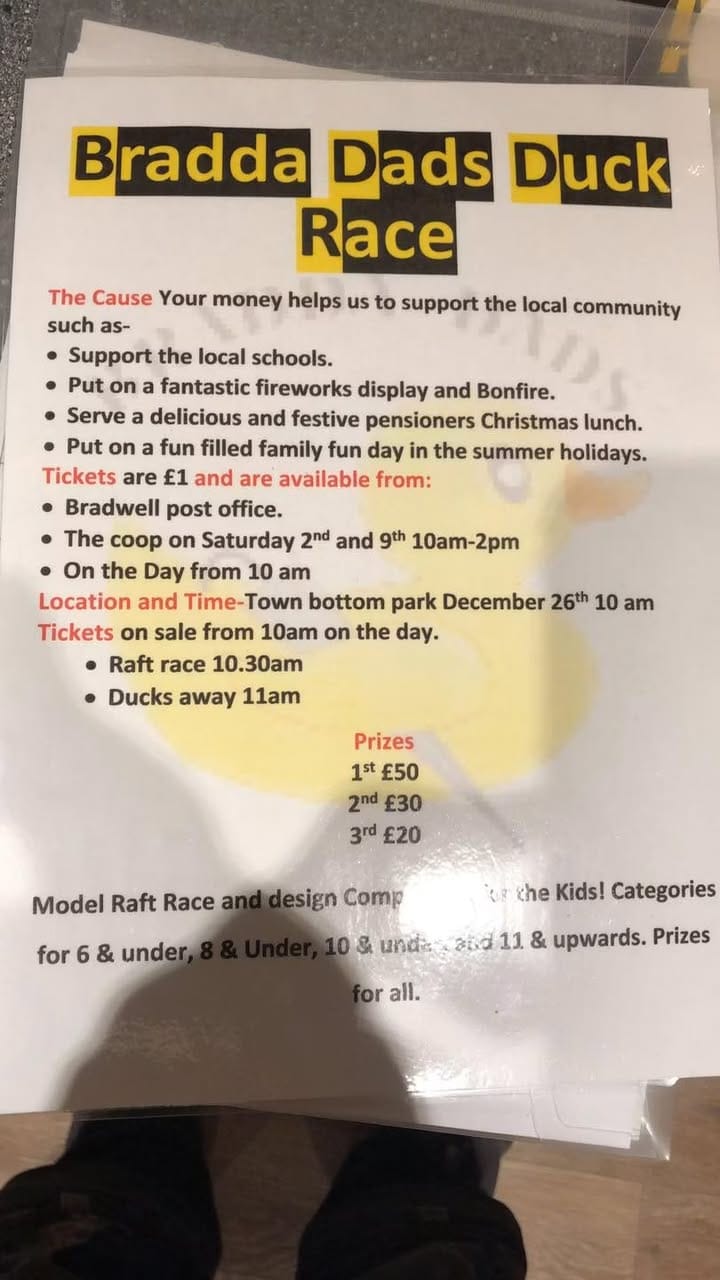 Bradda Dads Duck
Race
The Cause Your money helps us to support the local community
such as-
• Support the local schools.
• Put on a fantastic fireworks display and Bonfire.
• Serve a delicious and festive pensioners Christmas lunch.
• Put on a fun filled family fun day in the summer holidays.
Tickets are £1 and are available from:
• Bradwell post office.
• The coop on Saturday 2nd and 9th 10am-2pm
• On the Day from 10 am
Location and Time-Town bottom park December 26th 10 am
Tickets on sale from 10am on the day.
• Raft race 10.30am
• Ducks away 11am
Prizes
1st £50
2nd £30
3rd £20
Model Raft Race and design the Kids! Categories
for 6 & under, 8 & Under, 10 & and 11 & upwards. Prizes
for all.